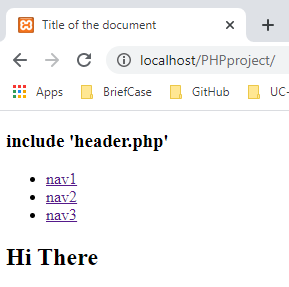 Title of the document
localhost/PHPproject/
Apps BriefCase GitHub UC-
include 'header.php'
nav1
nav2
nav3
Hi There